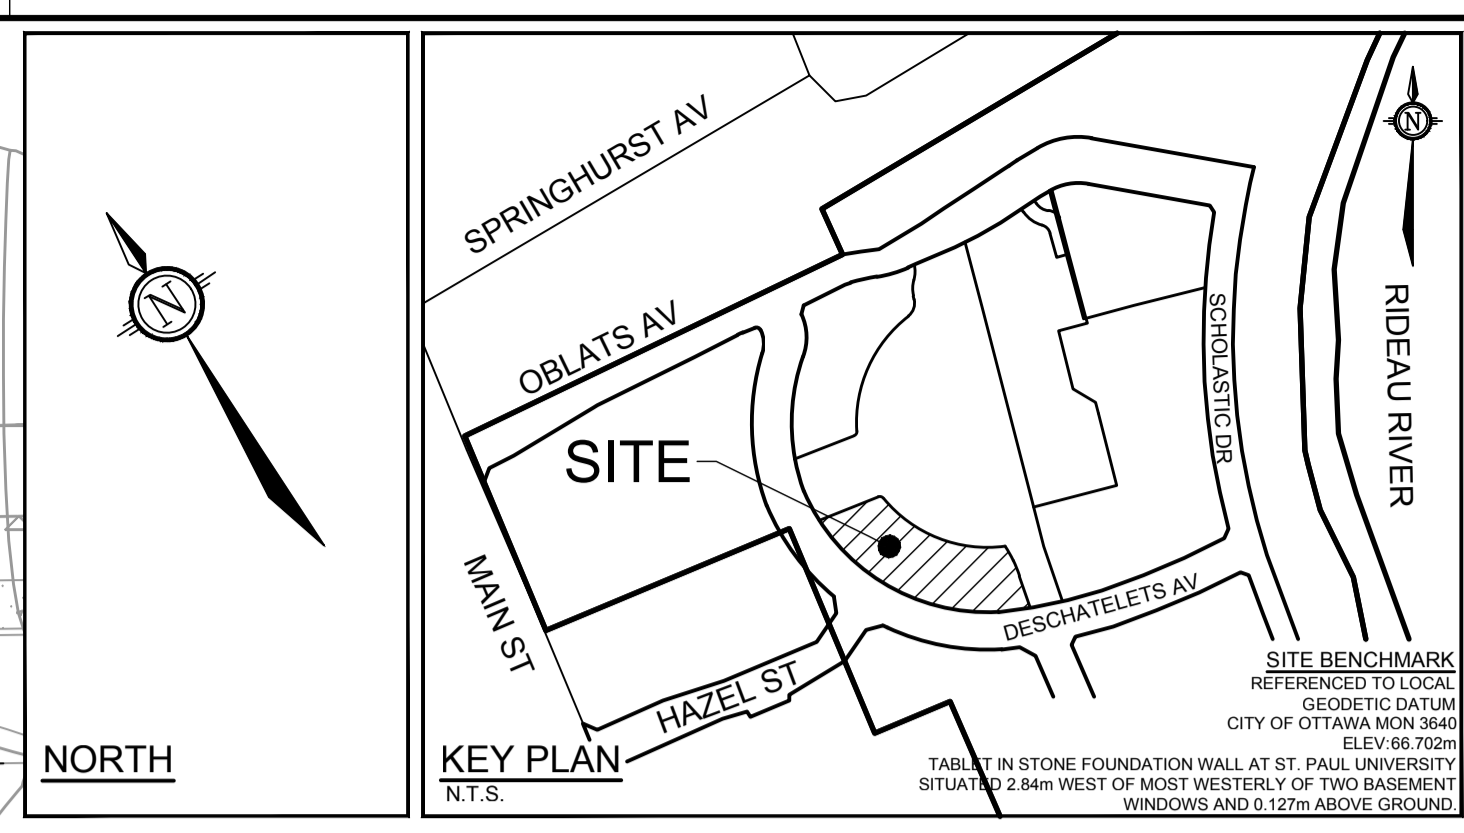 N
NORTH
SPRINGHURST AV
N
OBLATS AV
RIDEAU RIVER
SCHOLASTIC DR
SITE
MAIN ST
DESCHATELETS AV
HAZEL ST
KEY PLAN
N.T.S.
SITE BENCHMARK
REFERENCED TO LOCAL
GEODETIC DATUM
CITY OF OTTAWA MON 3640
ELEV:66.702m
TABLET IN STONE FOUNDATION WALL AT ST. PAUL UNIVERSITY
SITUATED 2.84m WEST OF MOST WESTERLY OF TWO BASEMENT
WINDOWS AND 0.127m ABOVE GROUND.